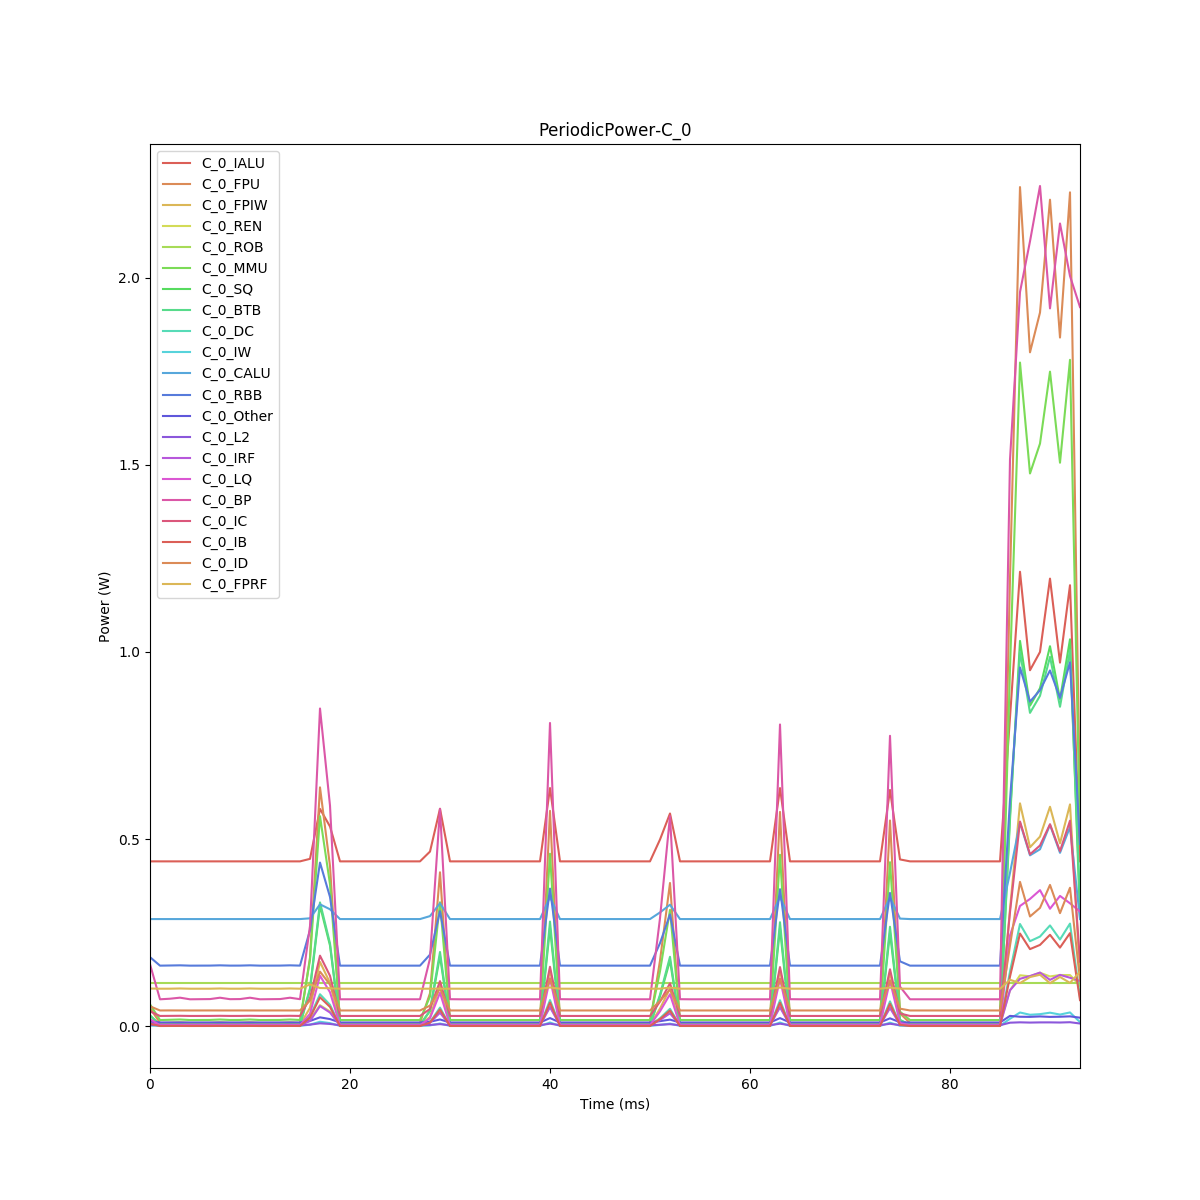 PeriodicPower-C_0
C_0_IALU
C_0_FPU
C_0_FPIW
C_0_REN
C_0_ROB
C_0_MMU
C_0_SQ
C_0_BTB
C_0_DC
C_0_IW
C_0_CALU
C_0_RBB
C_0_Other
C_0_L2
C_0_IRF
C_0_LQ
C_0_BP
C_0_IC
C_0_IB
C_0_ID
C_0_FPRF
2.0
1.5
1.0
0.5
0.0
Power (W)
0 20 40 60 80
Time (ms)